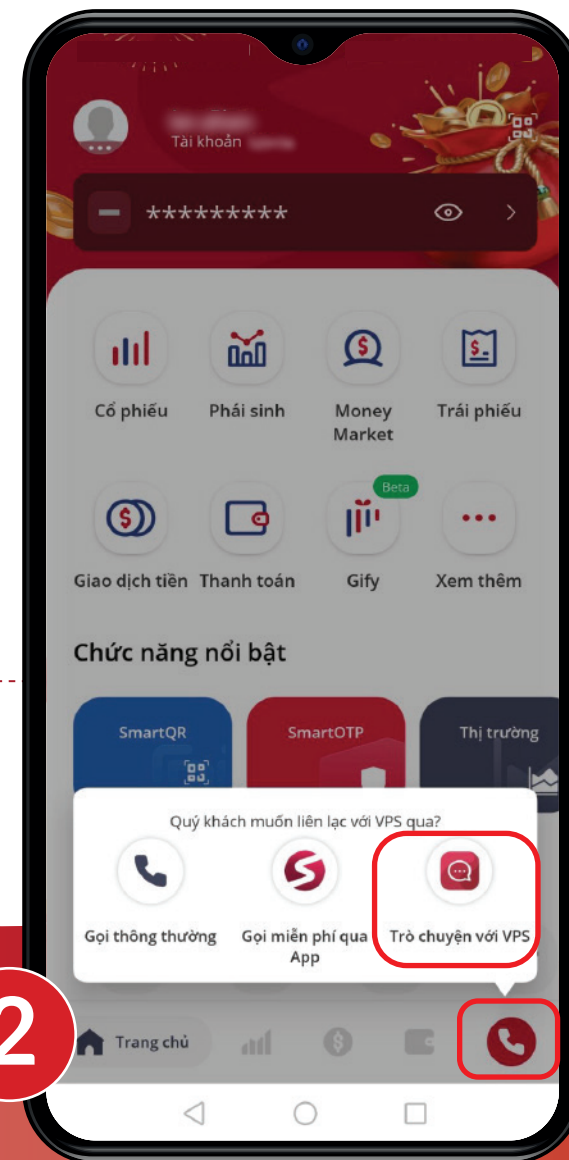 Tài khoản
*********
Cổ phiếu
Phái sinh
Money
Market
Trái phiếu
Beta
Giao dịch tiền
Thanh toán
Gify
Xem thêm
Chức năng nổi bật
SmartQR
SmartOTP
Thị trường
Quý khách muốn liên lạc với VPS qua?
Gọi thông thường
Gọi miễn phí qua
App
Trò chuyện với VPS
2
Trang chủ